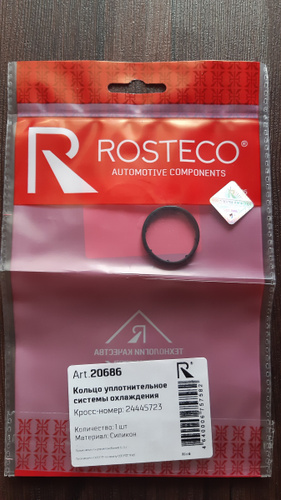 ROSTECO®
AUTOMOTIVE COMPONENTS
ТЕХНОЛОГИИ КАЧЕСТВА
Art.20686
Кольцо уплотнительное
системы охлаждения
Кросс-номер: 24445723
Количество: 1 шт
Материал: Силикон